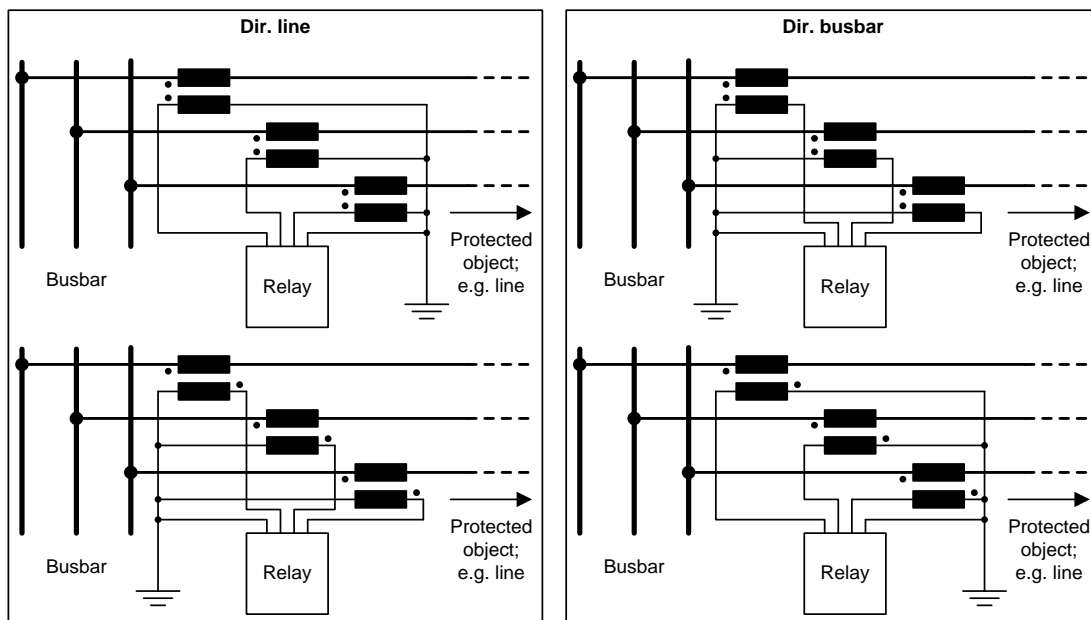 Dir. line
Busbar
Relay
Protected
object;
e.g. line
Busbar
Relay
Protected
object;
e.g. line
Dir. busbar
Busbar
Relay
Protected
object;
e.g. line
Busbar
Relay
Protected
object;
e.g. line